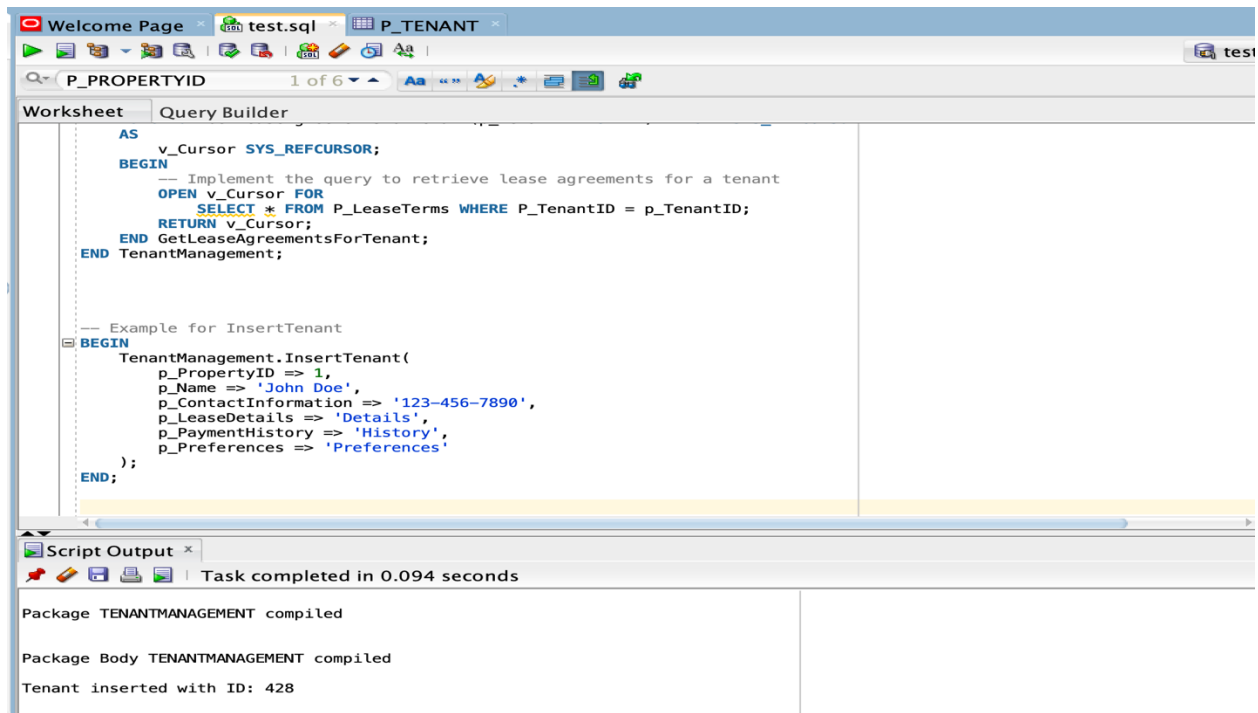 Welcome Page
test.sql
P_TENANT
test
P_PROPERTYID
1 of 6
Aa
Worksheet
Query Builder
AS
v_Cursor SYS_REFCURSOR;
BEGIN
-- Implement the query to retrieve lease agreements for a tenant
OPEN v_Cursor FOR
SELECT * FROM P_LeaseTerms WHERE P_TenantID = p_TenantID;
RETURN v_Cursor;
END GetLeaseAgreementsForTenant;
END TenantManagement;
-- Example for InsertTenant
BEGIN
TenantManagement.InsertTenant(
p_PropertyID => 1,
p_Name => 'John Doe',
p_ContactInformation => '123-456-7890',
p_LeaseDetails => 'Details',
p_PaymentHistory => 'History',
p_Preferences => 'Preferences'
);
END;
Script Output
Task completed in 0.094 seconds
Package TENANTMANAGEMENT compiled
Package Body TENANTMANAGEMENT compiled
Tenant inserted with ID: 428